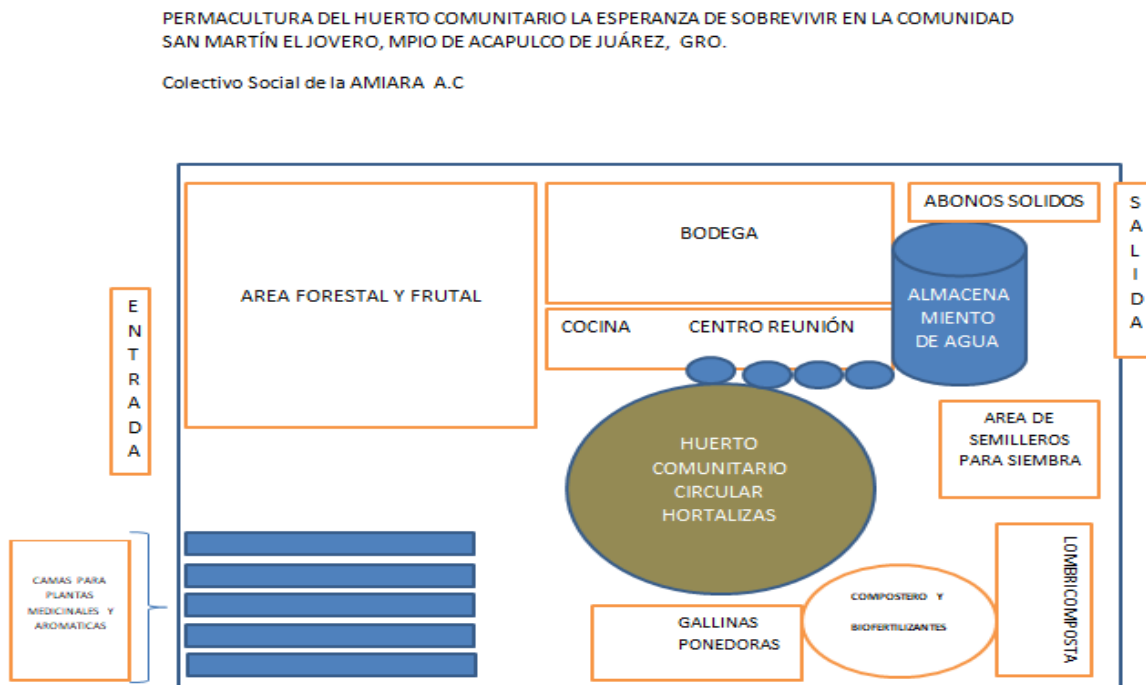 PERMACULTURA DEL HUERTO COMUNITARIO LA ESPERANZA DE SOBREVIVIR EN LA COMUNIDAD
SAN MARTÍN EL JOVERO, MPIO DE ACAPULCO DE JUÁREZ, GRO.
Colectivo Social de la AMIARA A.C
ENTRADA
AREA FORESTAL Y FRUTAL
BODEGA
ABONOS SOLIDOS
SALIDA
COCINA CENTRO REUNIÓN
ALMACENA
MIENTO
DE AGUA
HUERTO
COMUNITARIO
CIRCULAR
HORTALIZAS
AREA DE
SEMILLEROS
PARA SIEMBRA
CAMAS PARA
PLANTAS
MEDICINALES Y
AROMATICAS
GALLINAS
PONEDORAS
COMPOSTERO Y
BIOFERTILIZANTES
LOMBRICOMPOSTA